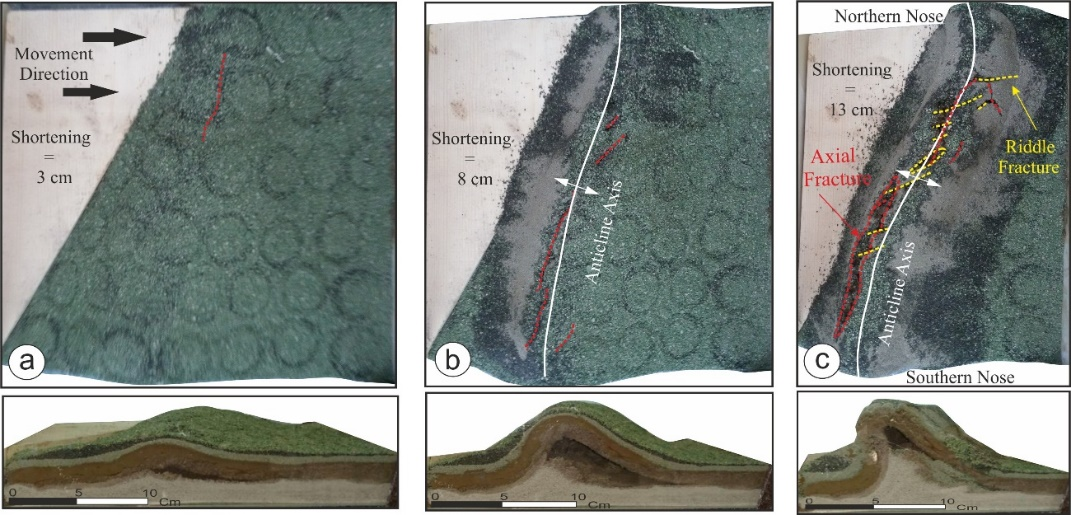 Movement
Direction
Shortening
=
3 cm
a
0 5 10
Cm
Shortening
=
8 cm
Anticline Axis
b
0 5 10
Cm
Northern Nose
Shortening
=
13 cm
Axial
Fracture
Riddle
Fracture
Anticline Axis
Southern Nose
c
0 5 10
Cm